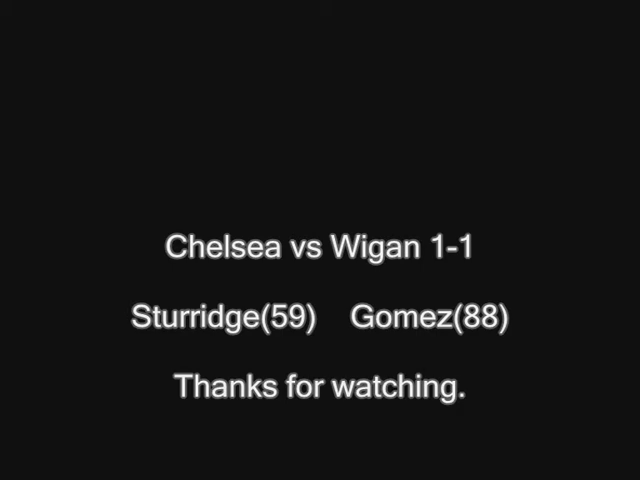 Chelsea vs Wigan 1-1
Sturridge(59) Gomez(88)
Thanks for watching.